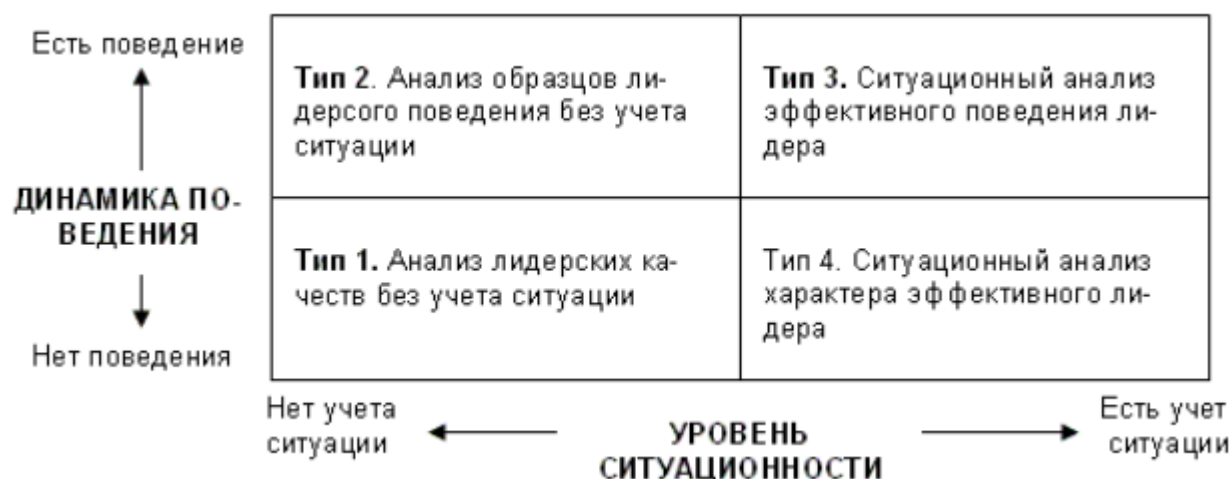 Есть поведение
Тип 2. Анализ образцов ли-
дерсого поведения без учета
ситуации
Тип 3. Ситуационный анализ
эффективного поведения ли-
дера
ДИНАМИКА ПО-
ВЕДЕНИЯ
Тип 1. Анализ лидерских ка-
честв без учета ситуации
Тип 4. Ситуационный анализ
характера эффективного ли-
дера
Нет поведения
Нет учета
ситуации
УРОВЕНЬ
СИТУАЦИОННОСТИ
Есть учет
ситуации